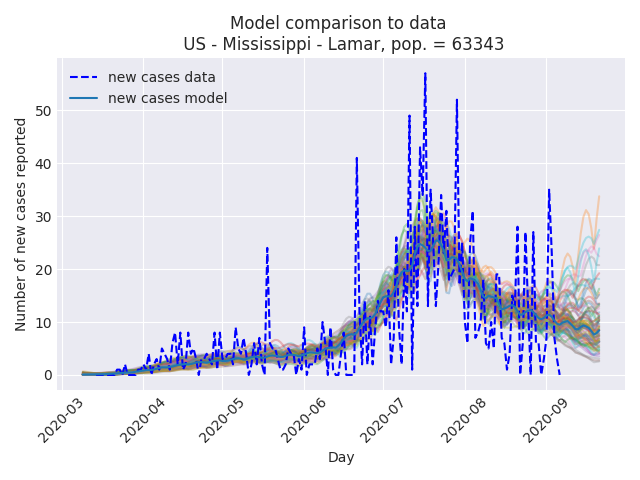 Model comparison to data
US - Mississippi - Lamar, pop. = 63343
new cases data
new cases model
Number of new cases reported
50
40
30
20
10
0
2020-03
2020-04
2020-05
2020-06
2020-07
2020-08
2020-09
Day